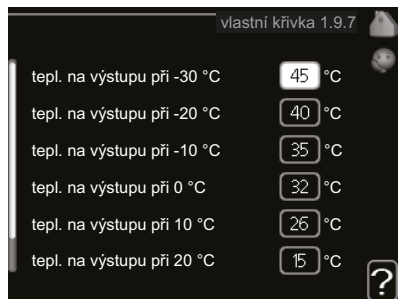 vlastní křivka 1.9.7
tepl. na výstupu při -30 °C 45 °C
tepl. na výstupu při -20 °C 40 °C
tepl. na výstupu při -10 °C 35 °C
tepl. na výstupu při 0 °C 32 °C
tepl. na výstupu při 10 °C 26 °C
tepl. na výstupu při 20 °C 15 °C
?